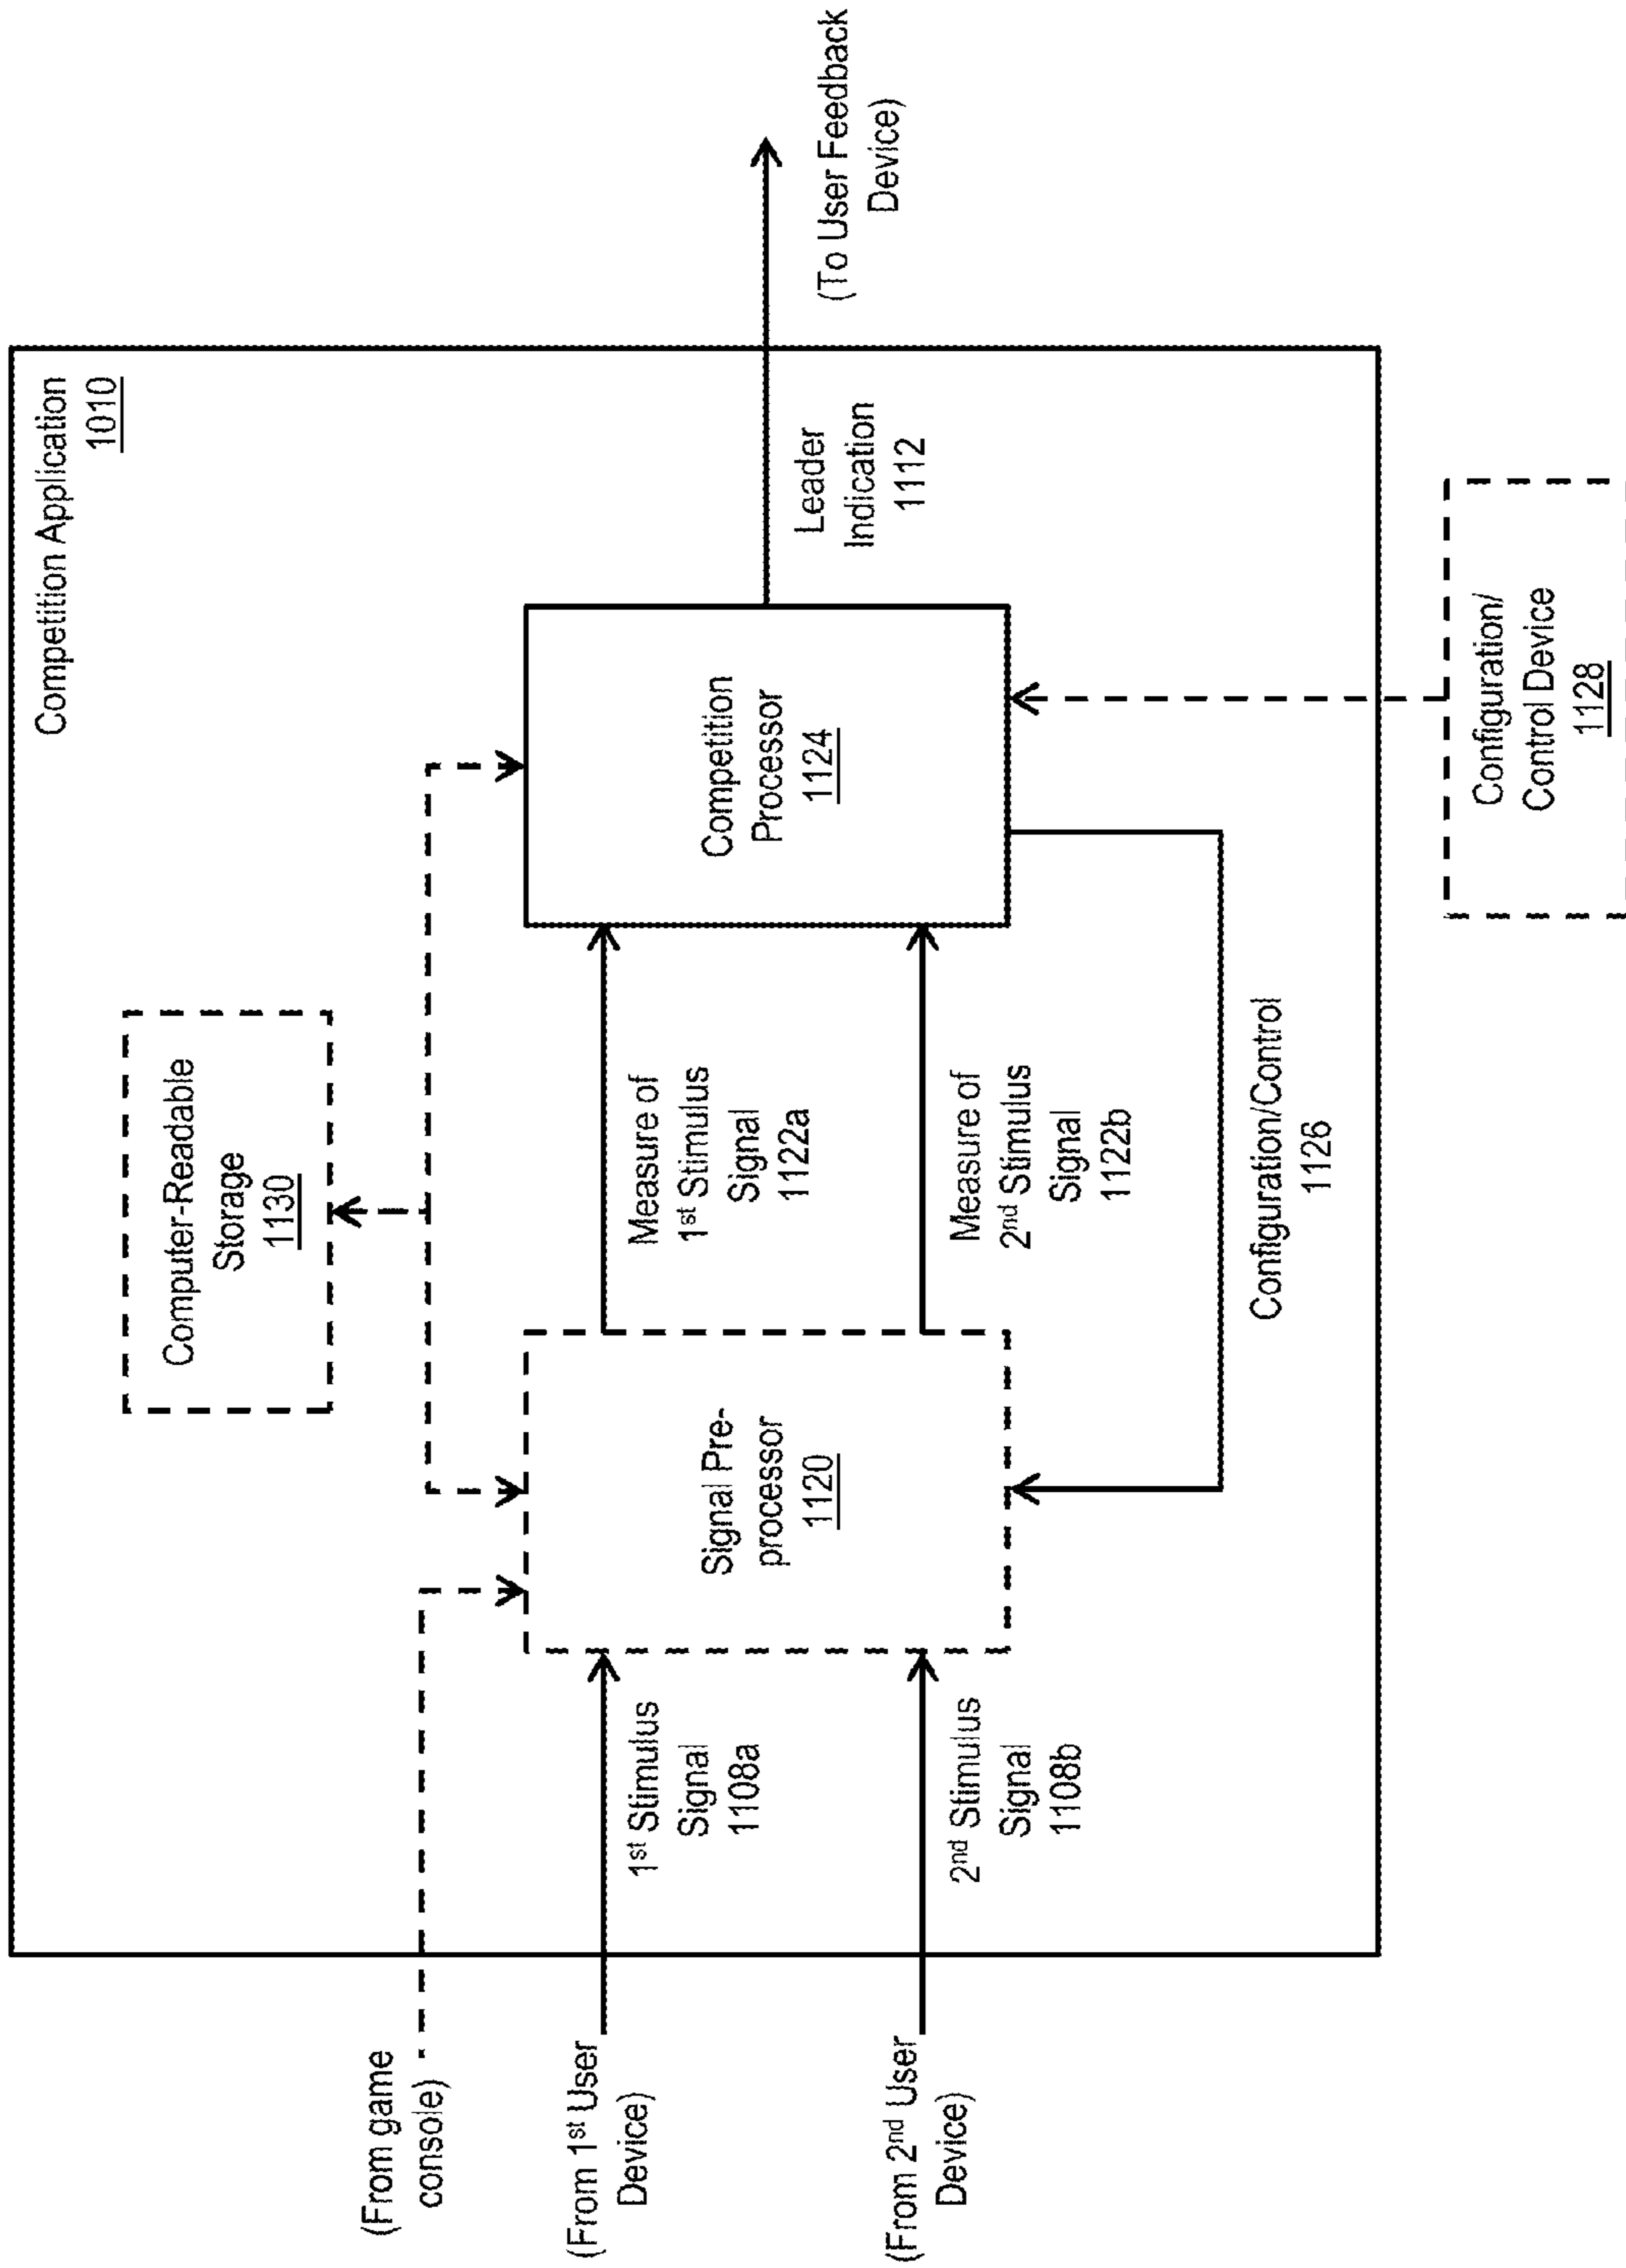 Competition Application
1010
Computer-Readable
Storage
1130
(From game
console)
(From 1st User
Device)
(From 2nd User
Device)
1st Stimulus
Signal
1108a
2nd Stimulus
Signal
1108b
Signal Pre-
processor
1120
Measure of
1st Stimulus
Signal
1122a
Measure of
2nd Stimulus
Signal
1122b
Competition
Processor
1124
Leader
Indication
1112
(To User Feedback
Device)
Configuration/Control
1126
Configuration/
Control Device
1128